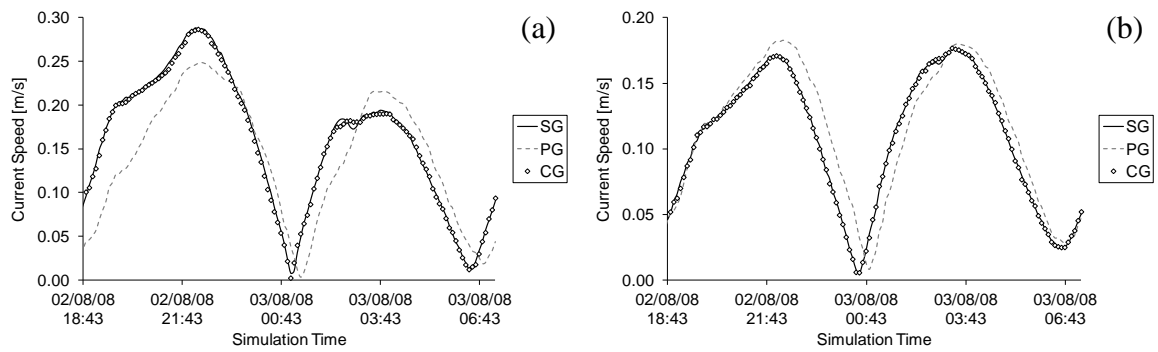 (a)
Current Speed [m/s]
0.30
0.25
0.20
0.15
0.10
0.05
0.00
02/08/08 02/08/08 03/08/08 03/08/08 03/08/08
18:43 21:43 00:43 03:43 06:43
Simulation Time
SG
PG
CG
(b)
Current Speed [m/s]
0.20
0.15
0.10
0.05
0.00
02/08/08 02/08/08 03/08/08 03/08/08 03/08/08
18:43 21:43 00:43 03:43 06:43
Simulation Time
SG
PG
CG